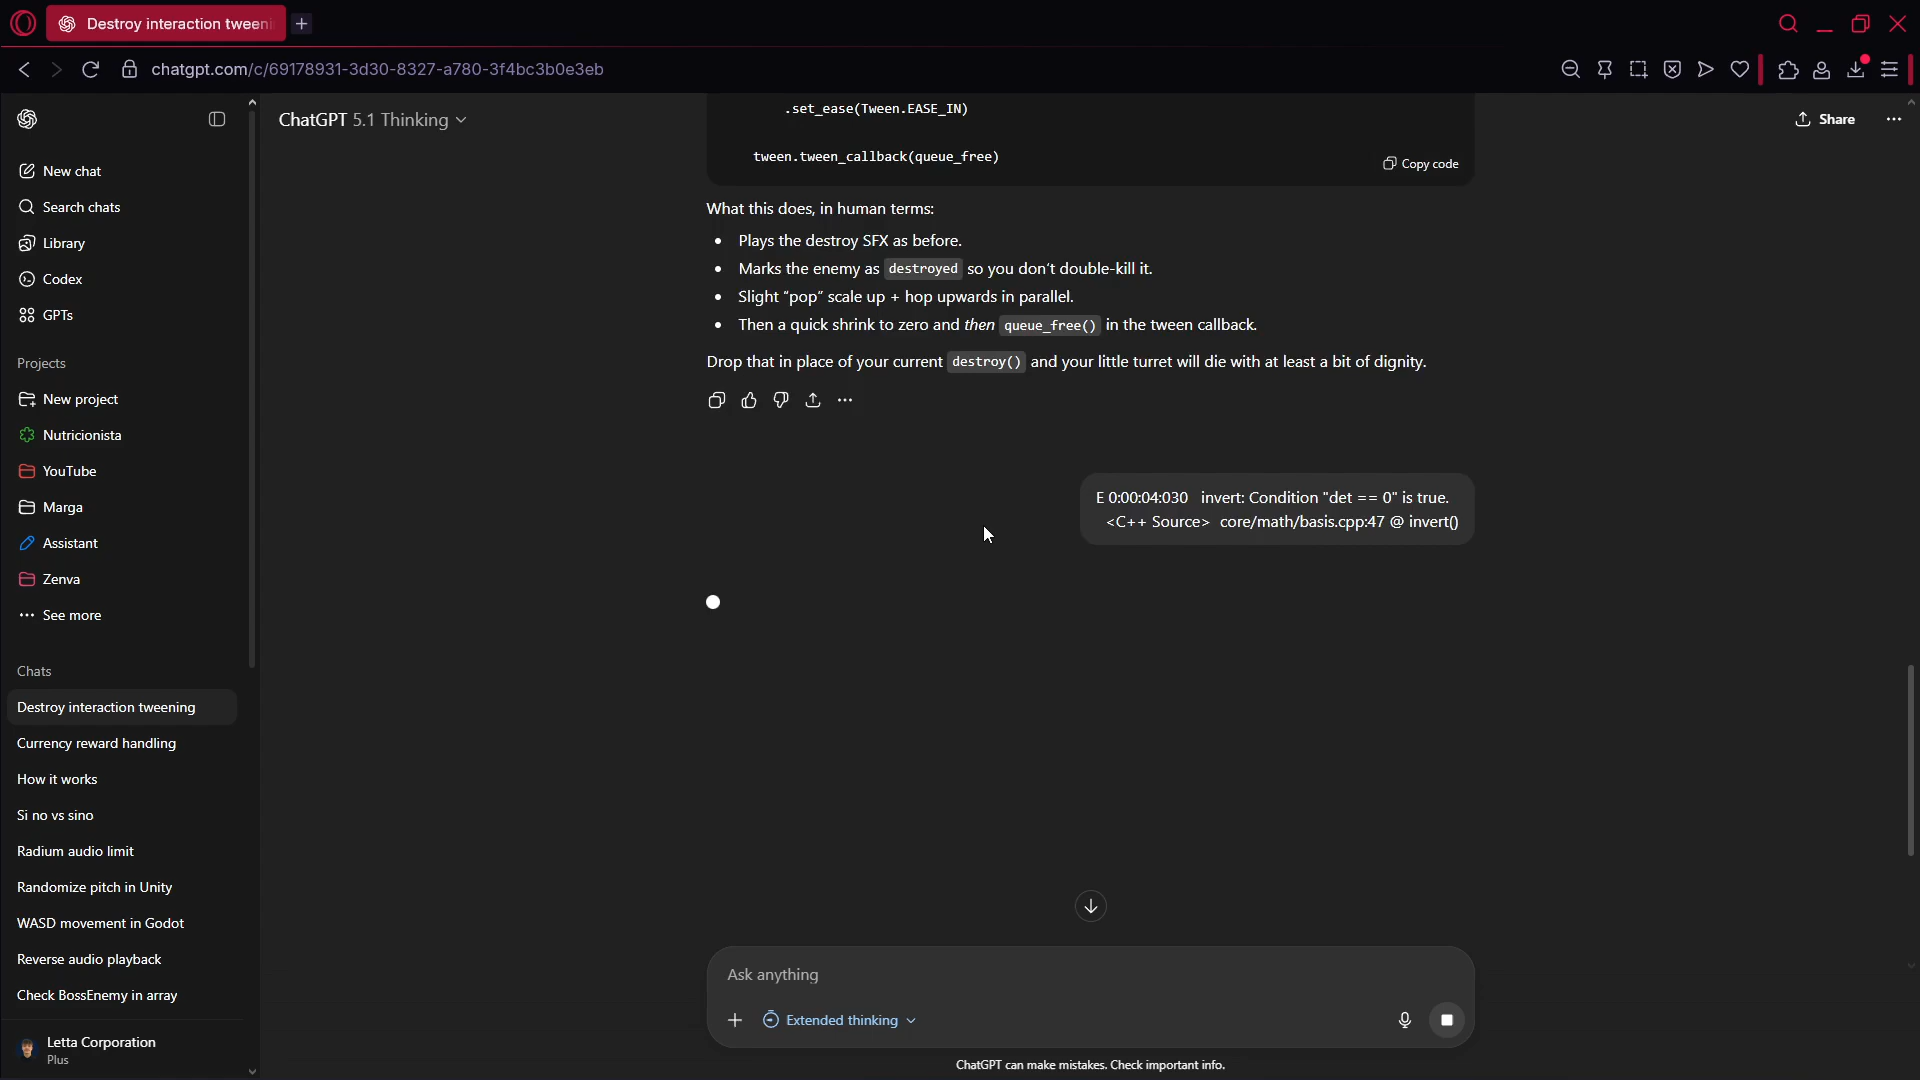 Destroy interaction tweeni
chatgpt.com/c/69178931-3d30-8327-a780-3f4bc3b0e3eb
ChatGPT 5.1 Thinking
Share
New chat
Search chats
Library
Codex
GPTs
Projects
New project
Nutricionista
YouTube
Marga
Assistant
Zenva
See more
Chats
Destroy interaction tweening
Currency reward handling
How it works
Si no vs sino
Radium audio limit
Randomize pitch in Unity
WASD movement in Godot
Reverse audio playback
Check BossEnemy in array
Letta Corporation
Plus
.set_ease(Tween.EASE_IN)
tween.tween_callback(queue_free)
Copy code
What this does, in human terms:
• Plays the destroy SFX as before.
• Marks the enemy as destroyed so you don't double-kill it.
• Slight “pop” scale up + hop upwards in parallel.
• Then a quick shrink to zero and then queue_free() in the tween callback.
Drop that in place of your current destroy() and your little turret will die with at least a bit of dignity.
E 0:00:04:030 invert: Condition "det == 0" is true.
<C++ Source> core/math/basis.cpp:47 @ invert()
Ask anything
Extended thinking
ChatGPT can make mistakes. Check important info.